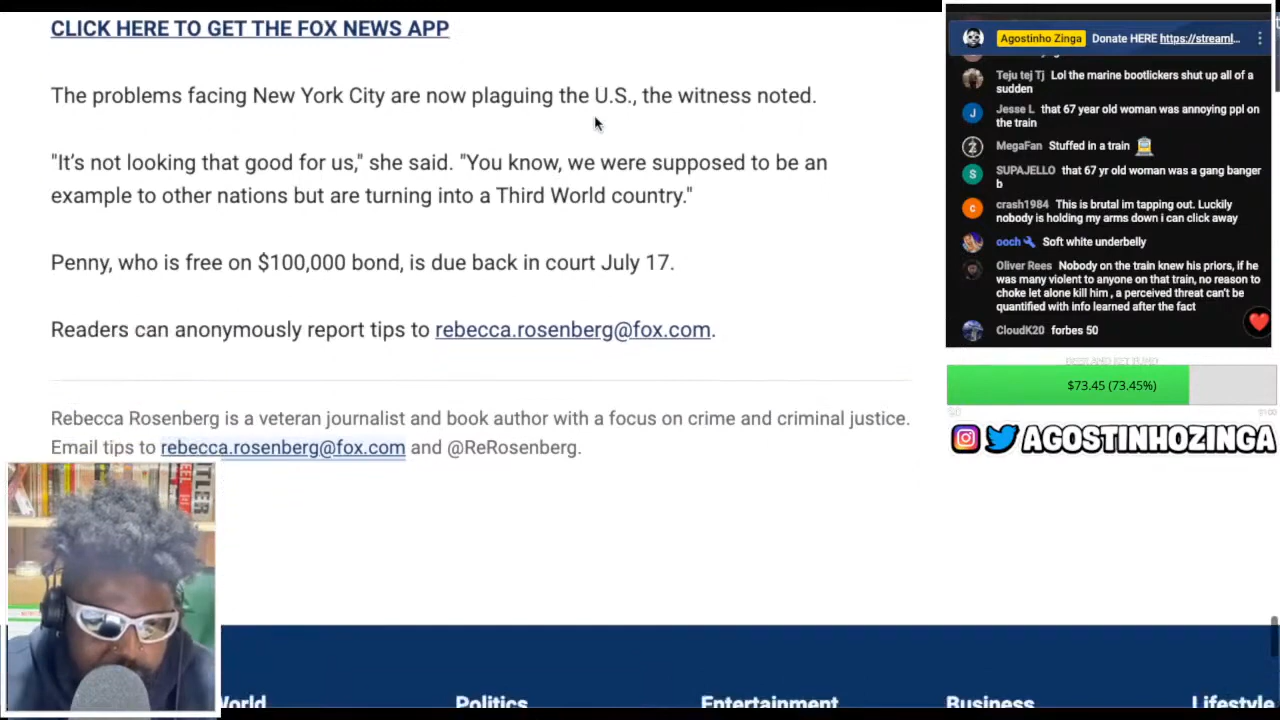 CLICK HERE TO GET THE FOX NEWS APP
The problems facing New York City are now plaguing the U.S., the witness noted.
"It's not looking that good for us," she said. "You know, we were supposed to be an
example to other nations but are turning into a Third World country."
Penny, who is free on $100,000 bond, is due back in court July 17.
Readers can anonymously report tips to rebecca.rosenberg@fox.com.
Rebecca Rosenberg is a veteran journalist and book author with a focus on crime and criminal justice.
Email tips to rebecca.rosenberg@fox.com and @ReRosenberg.
World
Politics
Entertainment
Business
Lifestyle
Agostinho Zinga Donate HERE https://streaml...
Teju tej Tj Lol the marine bootlickers shut up all of a
sudden
Jesse L that 67 year old woman was annoying ppl
on the train
MegaFan Stuffed in a train
SUPAJELLO that 67 yr old woman was a gang banger
b
crash1984 This is brutal im tapping out. Luckily
nobody is holding my arms down i can click away
ooch Soft white underbelly
Oliver Rees Nobody on the train knew his priors, if he
was many violent to anyone on that train, no reason to
choke let alone kill him , a perceived threat can't be
quantified with info learned after the fact
CloudK20 forbes 50
$73.45 (73.45%)
AGOSTINHOZINGA